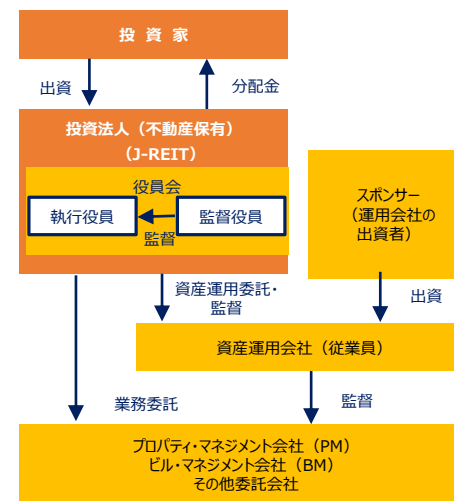 投 資 家
出資
分配金
投資法人（不動産保有）
（J-REIT）
役員会
執行役員
監督役員
監督
スポンサー
（運用会社の
出資者）
資産運用委託・
監督
出資
資産運用会社（従業員）
業務委託
監督
プロパティ・マネジメント会社（PM）
ビル・マネジメント会社（BM）
その他委託会社